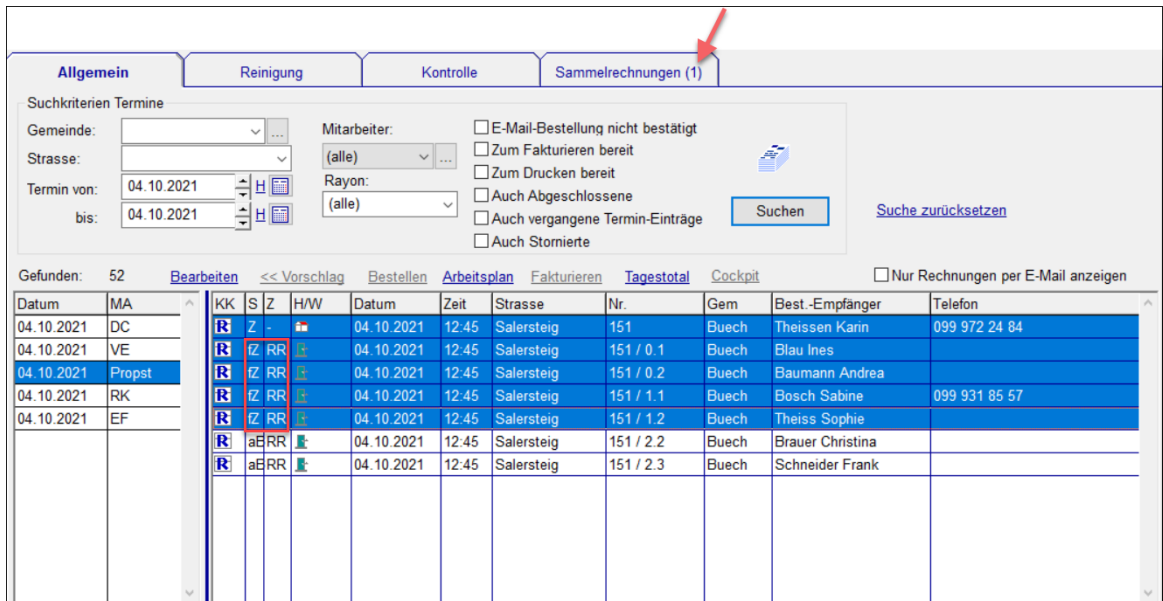 Allgemein Reinigung Kontrolle Sammelrechnungen (1)
Suchkriterien Termine
Gemeinde: ... Mitarbeiter: E-Mail-Bestellung nicht bestätigt
Strasse: (alle) ... Zum Fakturieren bereit
Zum Drucken bereit
Termin von: 04.10.2021 H Rayon:
(alle) Auch Abgeschlossene
bis: 04.10.2021 H Auch vergangene Termin-Einträge Suchen Suche zurücksetzen
Auch Stornierte
Gefunden: 52 Bearbeiten << Vorschlag Bestellen Arbeitsplan Fakturieren Tagestotal Cockpit Nur Rechnungen per E-Mail anzeigen
Datum MA KK S Z H/W Datum Zeit Strasse Nr. Gem Best.-Empfänger Telefon
04.10.2021 DC R Z - 04.10.2021 12:45 Salersteig 151 Buech Theissen Karin 099 972 24 84
04.10.2021 VE R fZ RR 04.10.2021 12:45 Salersteig 151 / 0.1 Buech Blau Ines
04.10.2021 Propst R fZ RR 04.10.2021 12:45 Salersteig 151 / 0.2 Buech Baumann Andrea
04.10.2021 RK R fZ RR 04.10.2021 12:45 Salersteig 151 / 1.1 Buech Bosch Sabine 099 931 85 57
04.10.2021 EF R fZ RR 04.10.2021 12:45 Salersteig 151 / 1.2 Buech Theiss Sophie
R aE RR 04.10.2021 12:45 Salersteig 151 / 2.2 Buech Brauer Christina
R aE RR 04.10.2021 12:45 Salersteig 151 / 2.3 Buech Schneider Frank